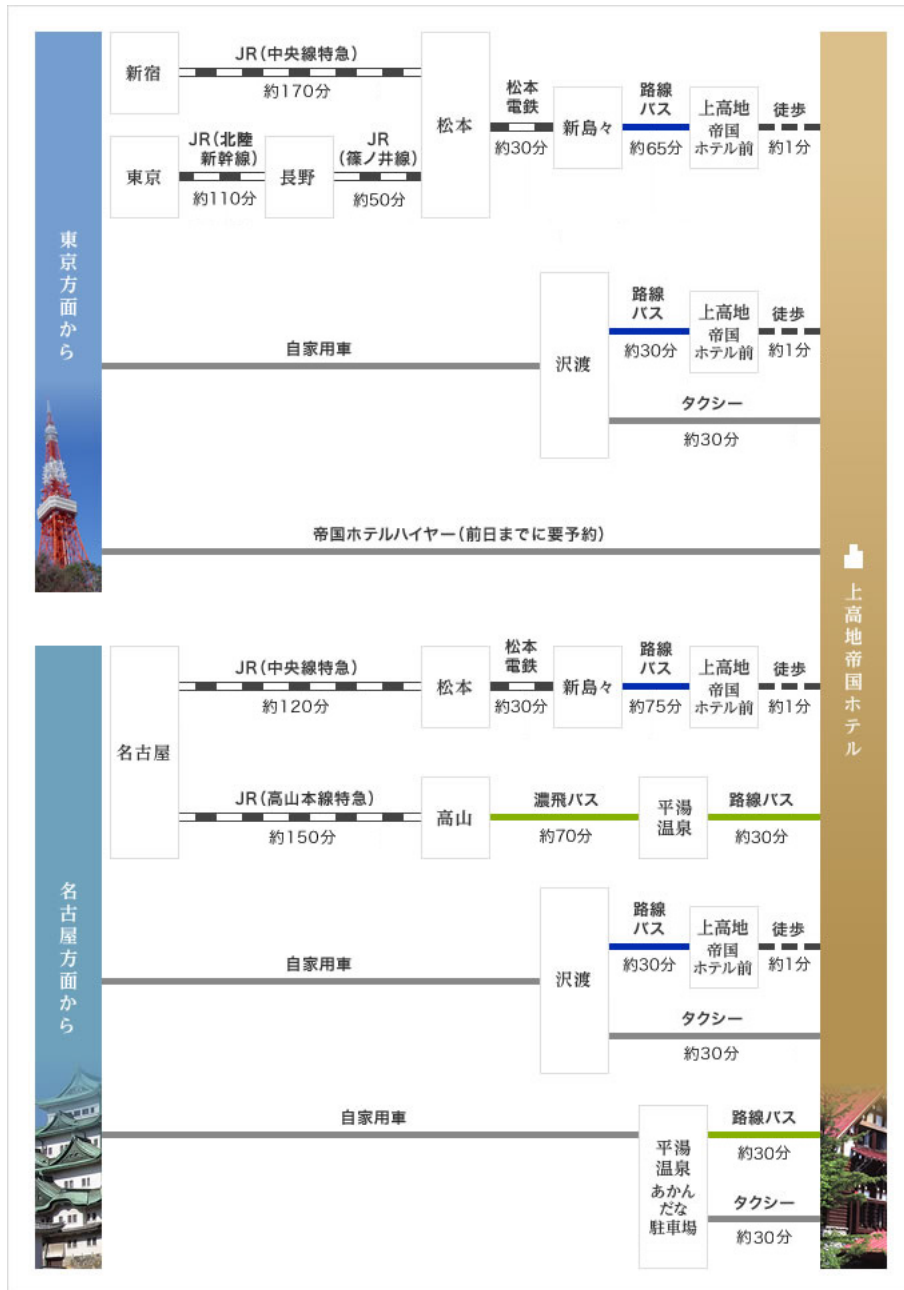 東京方面から
新宿
JR（中央線特急）
約170分
東京
JR（北陸
新幹線）
約110分
長野
JR
（篠ノ井線）
約50分
松本
松本
電鉄
約30分
新島々
路線
バス
約65分
上高地
帝国
ホテル前
徒歩
約1分
自家用車
沢渡
路線
バス
約30分
上高地
帝国
ホテル前
徒歩
約1分
タクシー
約30分
帝国ホテルハイヤー（前日までに要予約）
上高地帝国ホテル
名古屋方面から
名古屋
JR（中央線特急）
約120分
松本
松本
電鉄
約30分
新島々
路線
バス
約75分
上高地
帝国
ホテル前
徒歩
約1分
JR（高山本線特急）
約150分
高山
濃飛バス
約70分
平湯
温泉
路線バス
約30分
自家用車
沢渡
路線
バス
約30分
上高地
帝国
ホテル前
徒歩
約1分
タクシー
約30分
自家用車
平湯
温泉
あかん
だな
駐車場
路線バス
約30分
タクシー
約30分